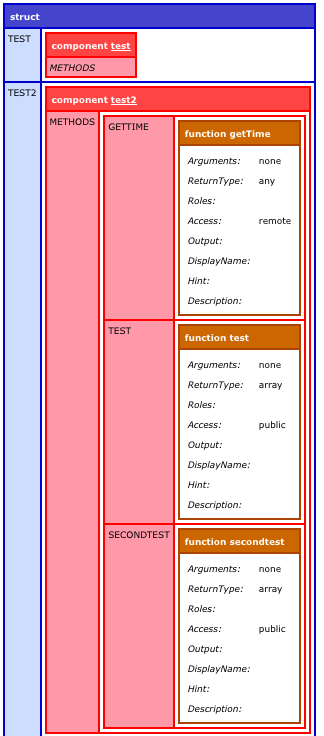 struct
TEST
component test
METHODS
TEST2
component test2
METHODS
GETTIME
function getTime
Arguments: none
ReturnType: any
Roles:
Access: remote
Output:
DisplayName:
Hint:
Description:
TEST
function test
Arguments: none
ReturnType: array
Roles:
Access: public
Output:
DisplayName:
Hint:
Description:
SECONDTEST
function secondtest
Arguments: none
ReturnType: array
Roles:
Access: public
Output:
DisplayName:
Hint:
Description: